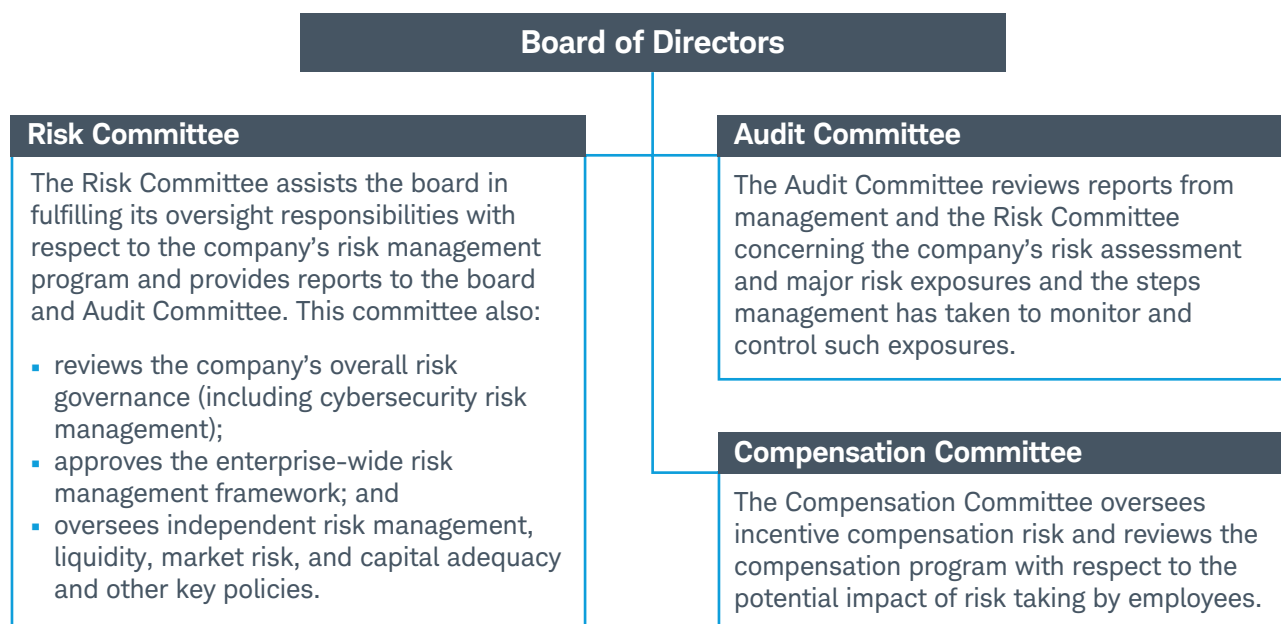 Board of Directors
Risk Committee
The Risk Committee assists the board in
fulfilling its oversight responsibilities with
respect to the company’s risk management
program and provides reports to the board
and Audit Committee. This committee also:
▪ reviews the company’s overall risk
governance (including cybersecurity risk
management);
▪ approves the enterprise-wide risk
management framework; and
▪ oversees independent risk management,
liquidity, market risk, and capital adequacy
and other key policies.
Audit Committee
The Audit Committee reviews reports from
management and the Risk Committee
concerning the company’s risk assessment
and major risk exposures and the steps
management has taken to monitor and
control such exposures.
Compensation Committee
The Compensation Committee oversees
incentive compensation risk and reviews the
compensation program with respect to the
potential impact of risk taking by employees.